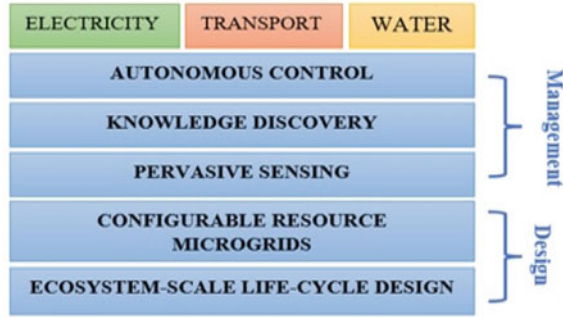 ELECTRICITY
TRANSPORT
WATER
AUTONOMOUS CONTROL
KNOWLEDGE DISCOVERY
PERVASIVE SENSING
CONFIGURABLE RESOURCE
MICROGRIDS
ECOSYSTEM-SCALE LIFE-CYCLE DESIGN
Management
Design